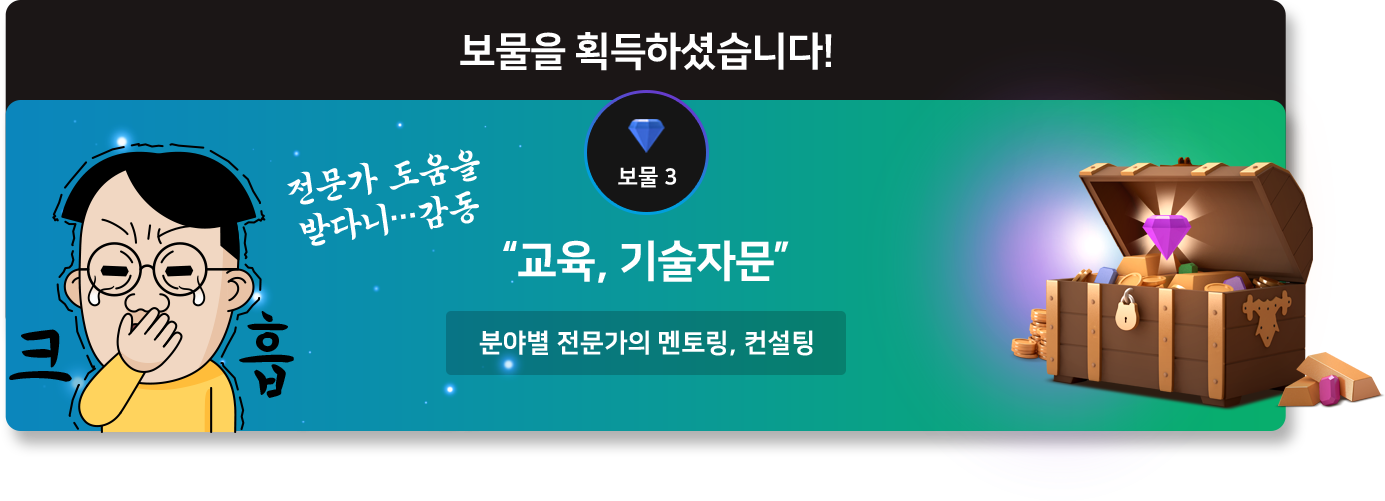 보물을 획득하셨습니다!
보물 3
전문가 도움을
받다니…감동
“교육, 기술자문”
분야별 전문가의 멘토링, 컨설팅
크
흡